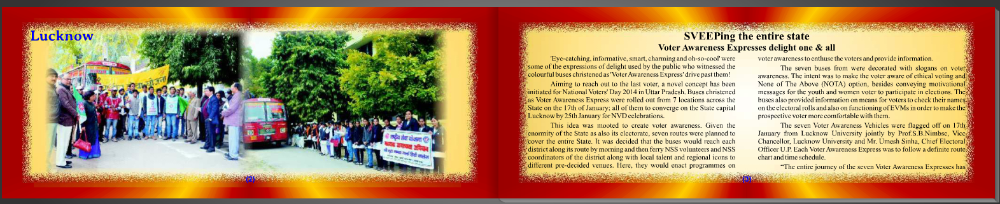 Lucknow
राष्ट्रीय सेवा योजना
(2)
SVEEPing the entire state
Voter Awareness Expresses delight one & all
'Eye-catching, informative, smart, charming and oh-so-cool' were
some of the expressions of delight used by the public who witnessed the
colourful buses christened as 'Voter Awareness Express' drive past them!
Aiming to reach out to the last voter, a novel concept has been
initiated for National Voters' Day 2014 in Uttar Pradesh. Buses christened
as Voter Awareness Express were rolled out from 7 locations across the
State on the 17th of January; all of them to converge on the State capital
Lucknow by 25th January for NVD celebrations.
This idea was mooted to create voter awareness. Given the
enormity of the State as also its electorate, seven routes were planned to
cover the entire State. It was decided that the buses would reach each
district along its route by morning and then ferry NSS volunteers and NSS
coordinators of the district along with local talent and regional icons to
different pre-decided venues. Here, they would enact programmes on
voter awareness to enthuse the voters and provide information.
The seven buses from were decorated with slogans on voter
awareness. The intent was to make the voter aware of ethical voting and
None of The Above (NOTA) option, besides conveying motivational
messages for the youth and women voter to participate in elections. The
buses also provided information on means for voters to check their names
on the electoral rolls and also on functioning of EVMs in order to make the
prospective voter more comfortable with them.
The seven Voter Awareness Vehicles were flagged off on 17th
January from Lucknow University jointly by Prof.S.B.Nimbse, Vice
Chancellor, Lucknow University and Mr. Umesh Sinha, Chief Electoral
Officer U.P. Each Voter Awareness Express was to follow a definite route
chart and time schedule.
"The entire journey of the seven Voter Awareness Expresses has
(3)